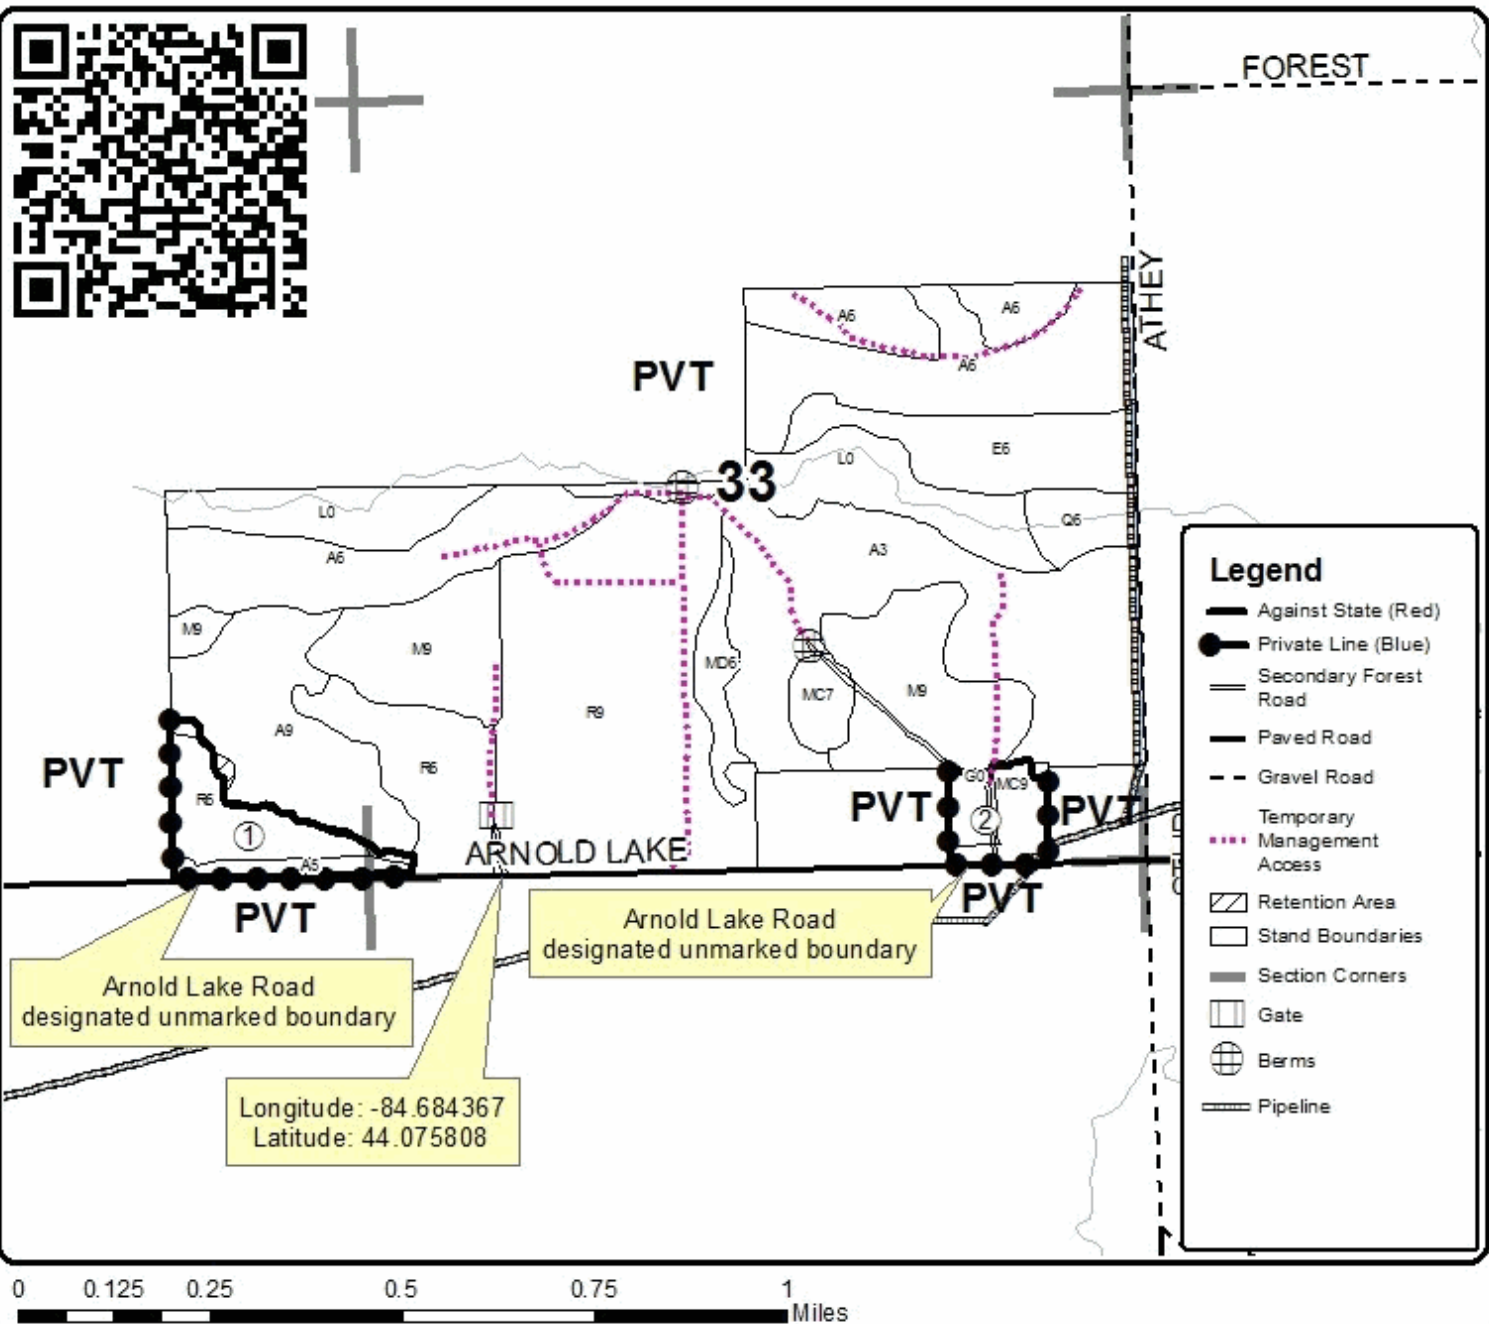 FOREST
ATHEY
A6
A6
A6
PVT
E6
L0
33
L0
Q6
A6
A3
M9
M9
MD6
MC7
M9
R9
A9
R6
PVT
R6
1
A5
PVT
ARNOLD LAKE
PVT
G0
MC9
2
PVT
PVT
Arnold Lake Road
designated unmarked boundary
Arnold Lake Road
designated unmarked boundary
Longitude: -84.684367
Latitude: 44.075808
Legend
Against State (Red)
Private Line (Blue)
Secondary Forest
Road
Paved Road
Gravel Road
Temporary
Management
Access
Retention Area
Stand Boundaries
Section Corners
Gate
Berms
Pipeline
0 0.125 0.25 0.5 0.75 1
Miles